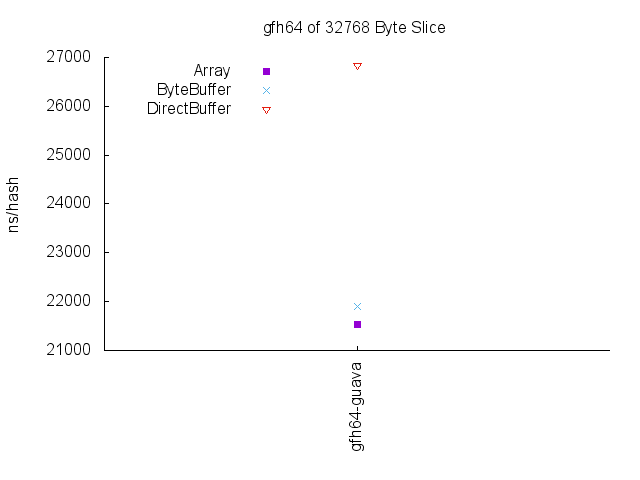 gfh64 of 32768 Byte Slice
27000
26000
25000
24000
23000
22000
21000
ns/hash
Array
ByteBuffer
DirectBuffer
gfh64-guava